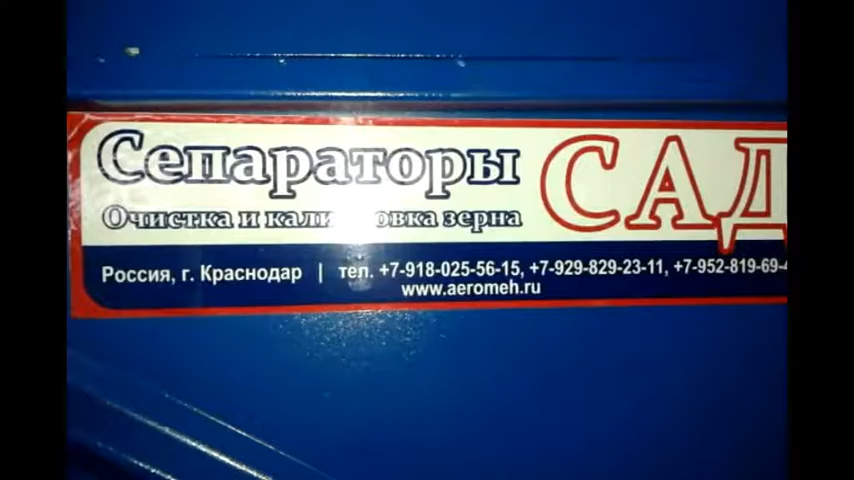 Сепараторы САД
Очистка и калибровка зерна
Россия, г. Краснодар | тел. +7-918-025-56-15, +7-929-829-23-11, +7-952-819-69-
www.aeromeh.ru